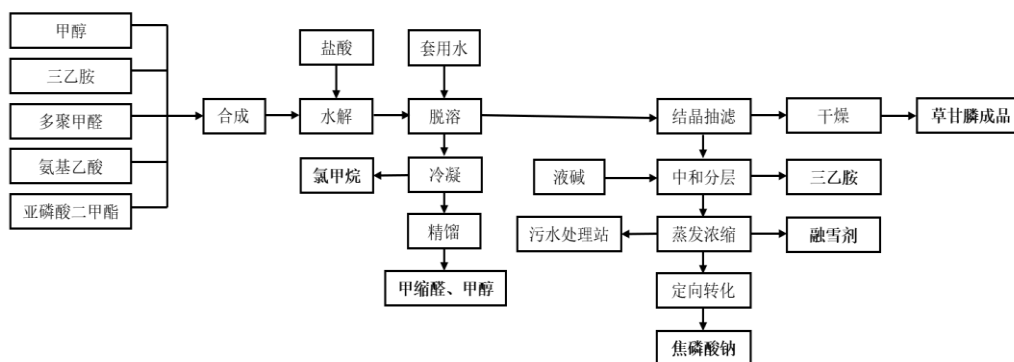 甲醇
三乙胺
多聚甲醛
氨基乙酸
亚磷酸二甲酯
合成
盐酸
水解
套用水
脱溶
冷凝
氯甲烷
精馏
甲缩醛、甲醇
结晶抽滤
干燥
草甘膦成品
液碱
中和分层
三乙胺
污水处理站
蒸发浓缩
融雪剂
定向转化
焦磷酸钠